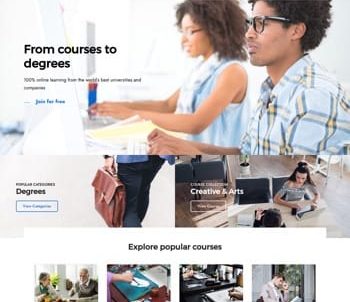 From courses to
degrees
100% online learning from the world's best universities and
companies
Join for free
POPULAR CATEGORIES
Degrees
View Categories
COURSE COLLECTION
Creative & Arts
View Courses
Explore popular courses